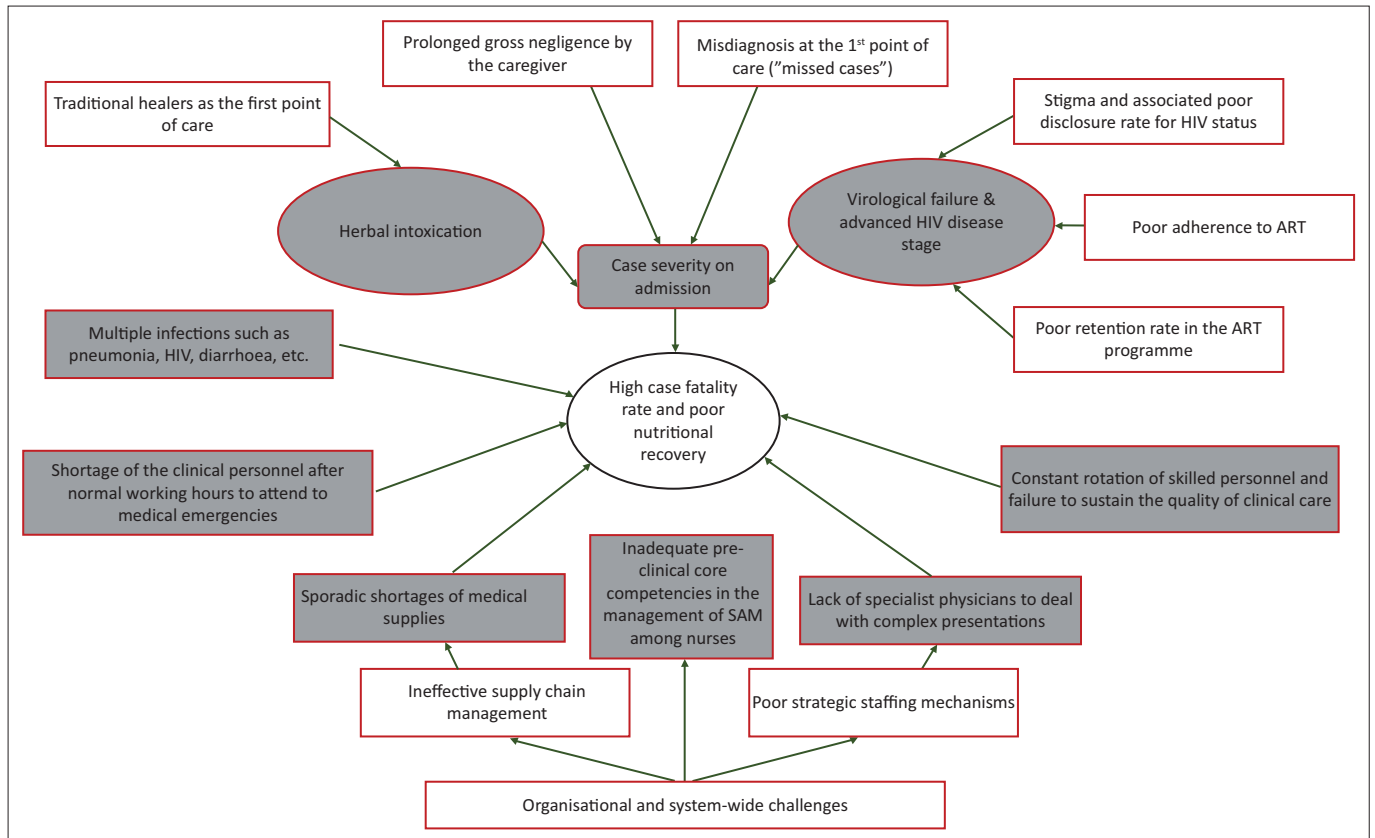 Prolonged gross negligence by
the caregiver
Misdiagnosis at the 1st point of
care (”missed cases”)
Traditional healers as the first point
of care
Stigma and associated poor
disclosure rate for HIV status
Herbal intoxication
Virological failure &
advanced HIV disease
stage
Poor adherence to ART
Case severity on
admission
Multiple infections such as
pneumonia, HIV, diarrhoea, etc.
Poor retention rate in the ART
programme
High case fatality
rate and poor
nutritional
recovery
Shortage of the clinical personnel after
normal working hours to attend to
medical emergencies
Constant rotation of skilled personnel and
failure to sustain the quality of clinical care
Sporadic shortages of medical
supplies
Inadequate pre-
clinical core
competencies in the
management of SAM
among nurses
Lack of specialist physicians to deal
with complex presentations
Ineffective supply chain
management
Poor strategic staffing mechanisms
Organisational and system-wide challenges